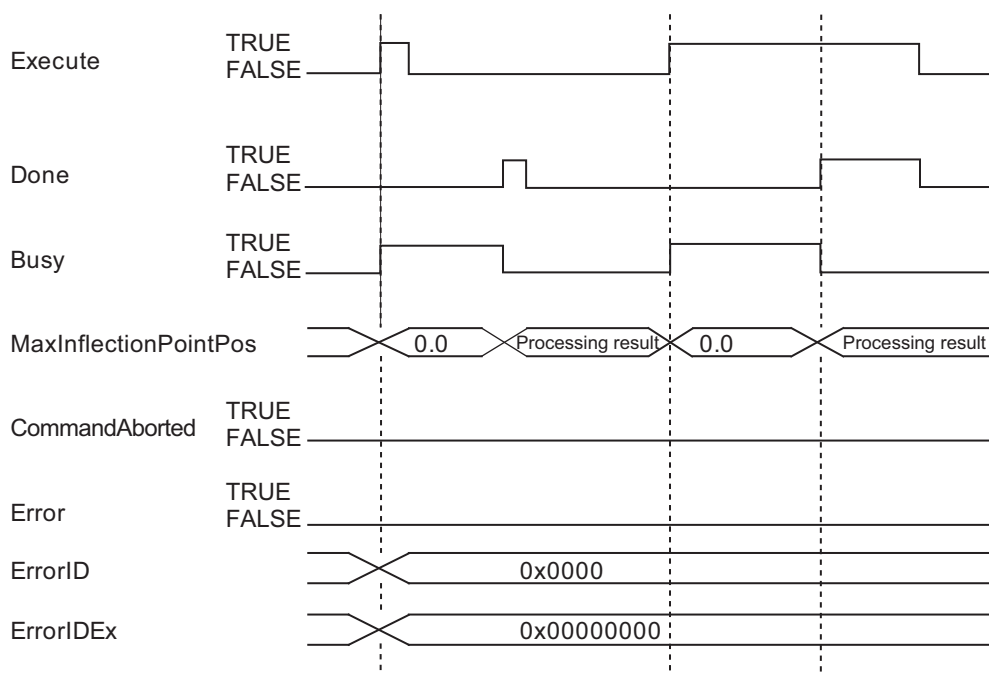 Execute TRUE
FALSE
Done TRUE
FALSE
Busy TRUE
FALSE
MaxInflectionPointPos 0.0 Processing result 0.0 Processing result
CommandAborted TRUE
FALSE
Error TRUE
FALSE
ErrorID 0x0000
ErrorIDEx 0x00000000